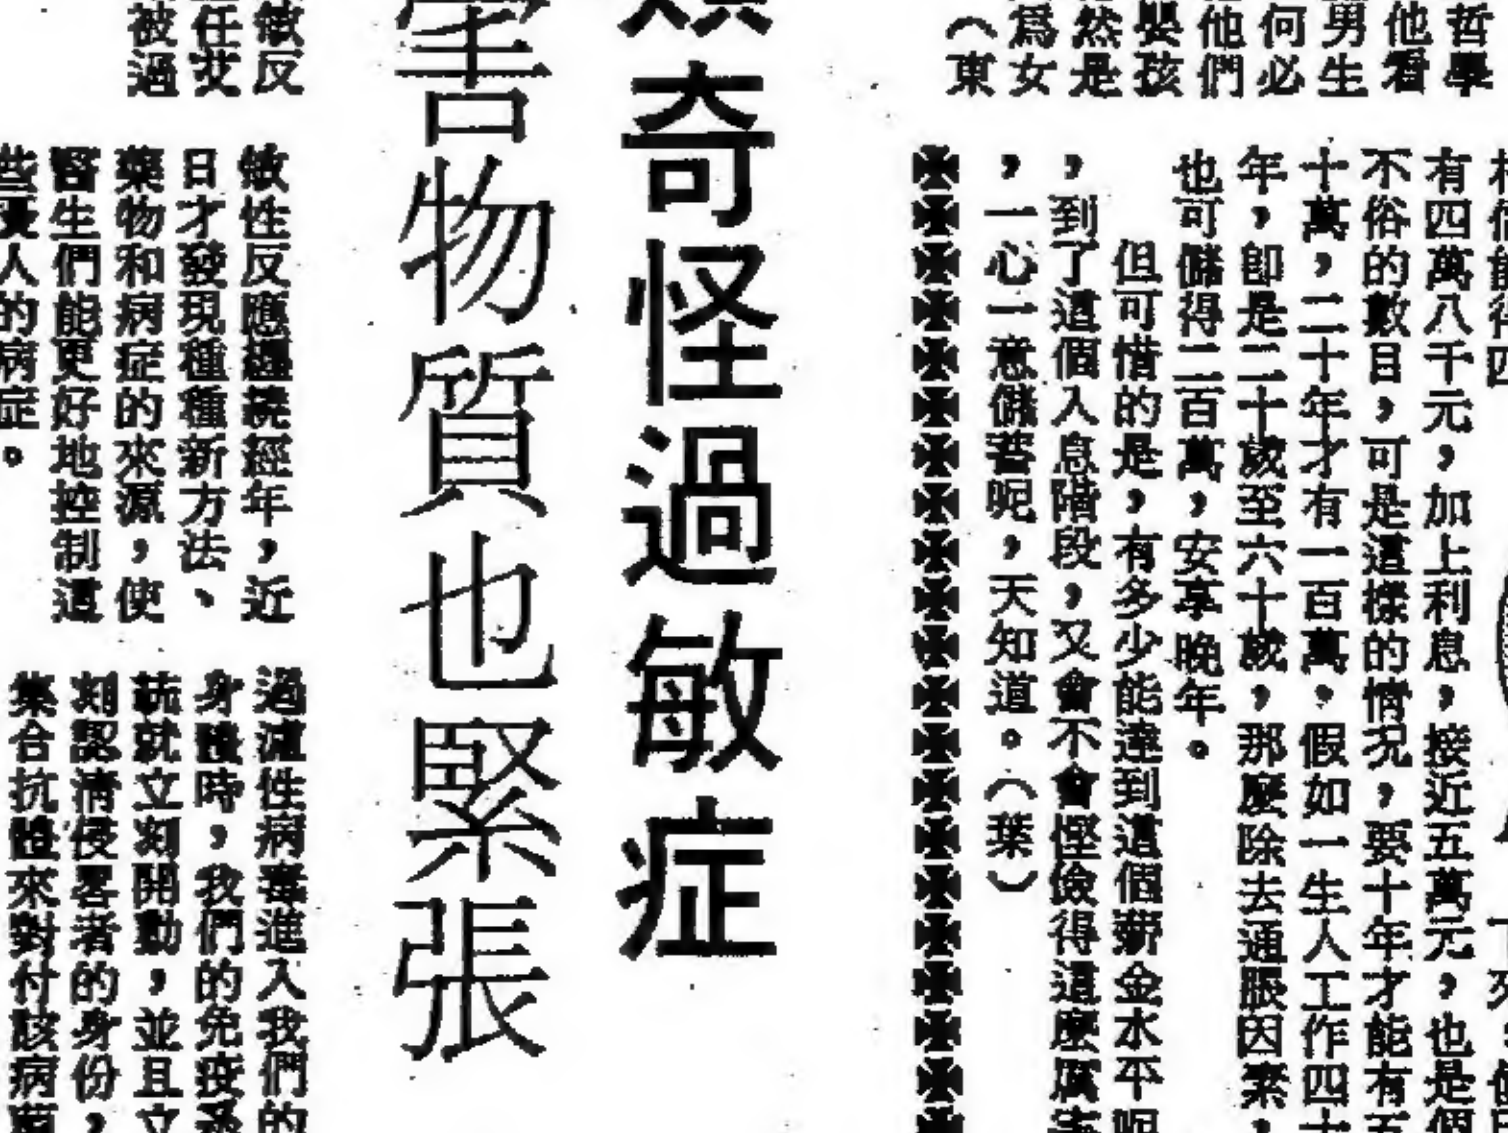 哲學
他看
男生
何必
他們
嬰孩
然是
爲女
（東
有四萬八千元，加上利息，接近五萬元，也是個
不俗的數目，可是這樣的情况，要十年才能有五
十萬，二十年才有一百萬，假如一生人工作四十
年，卽是二十歲至六十歲，那麼除去通脹因素，
也可儲得二百萬，安享晚年。
但可惜的是，有多少能達到這個薪金水平呢
，到了這個入息階段，又會不會慳儉得這麼厲害
，一心一意儲蓄呢，天知道。（葉）
奇怪過敏症
害物質也緊張
敏反
任艾
被過
敏性反應纏繞經年，近
日才發現種種新方法、
藥物和病症的來源，使
醫生們能更好地控制這
些擾人的病症。
過濾性病毒進入我們的
身體時，我們的免疫系
統就立刻開動，並且立
刻認清侵畧者的身份，
集合抗體來對付該病菌